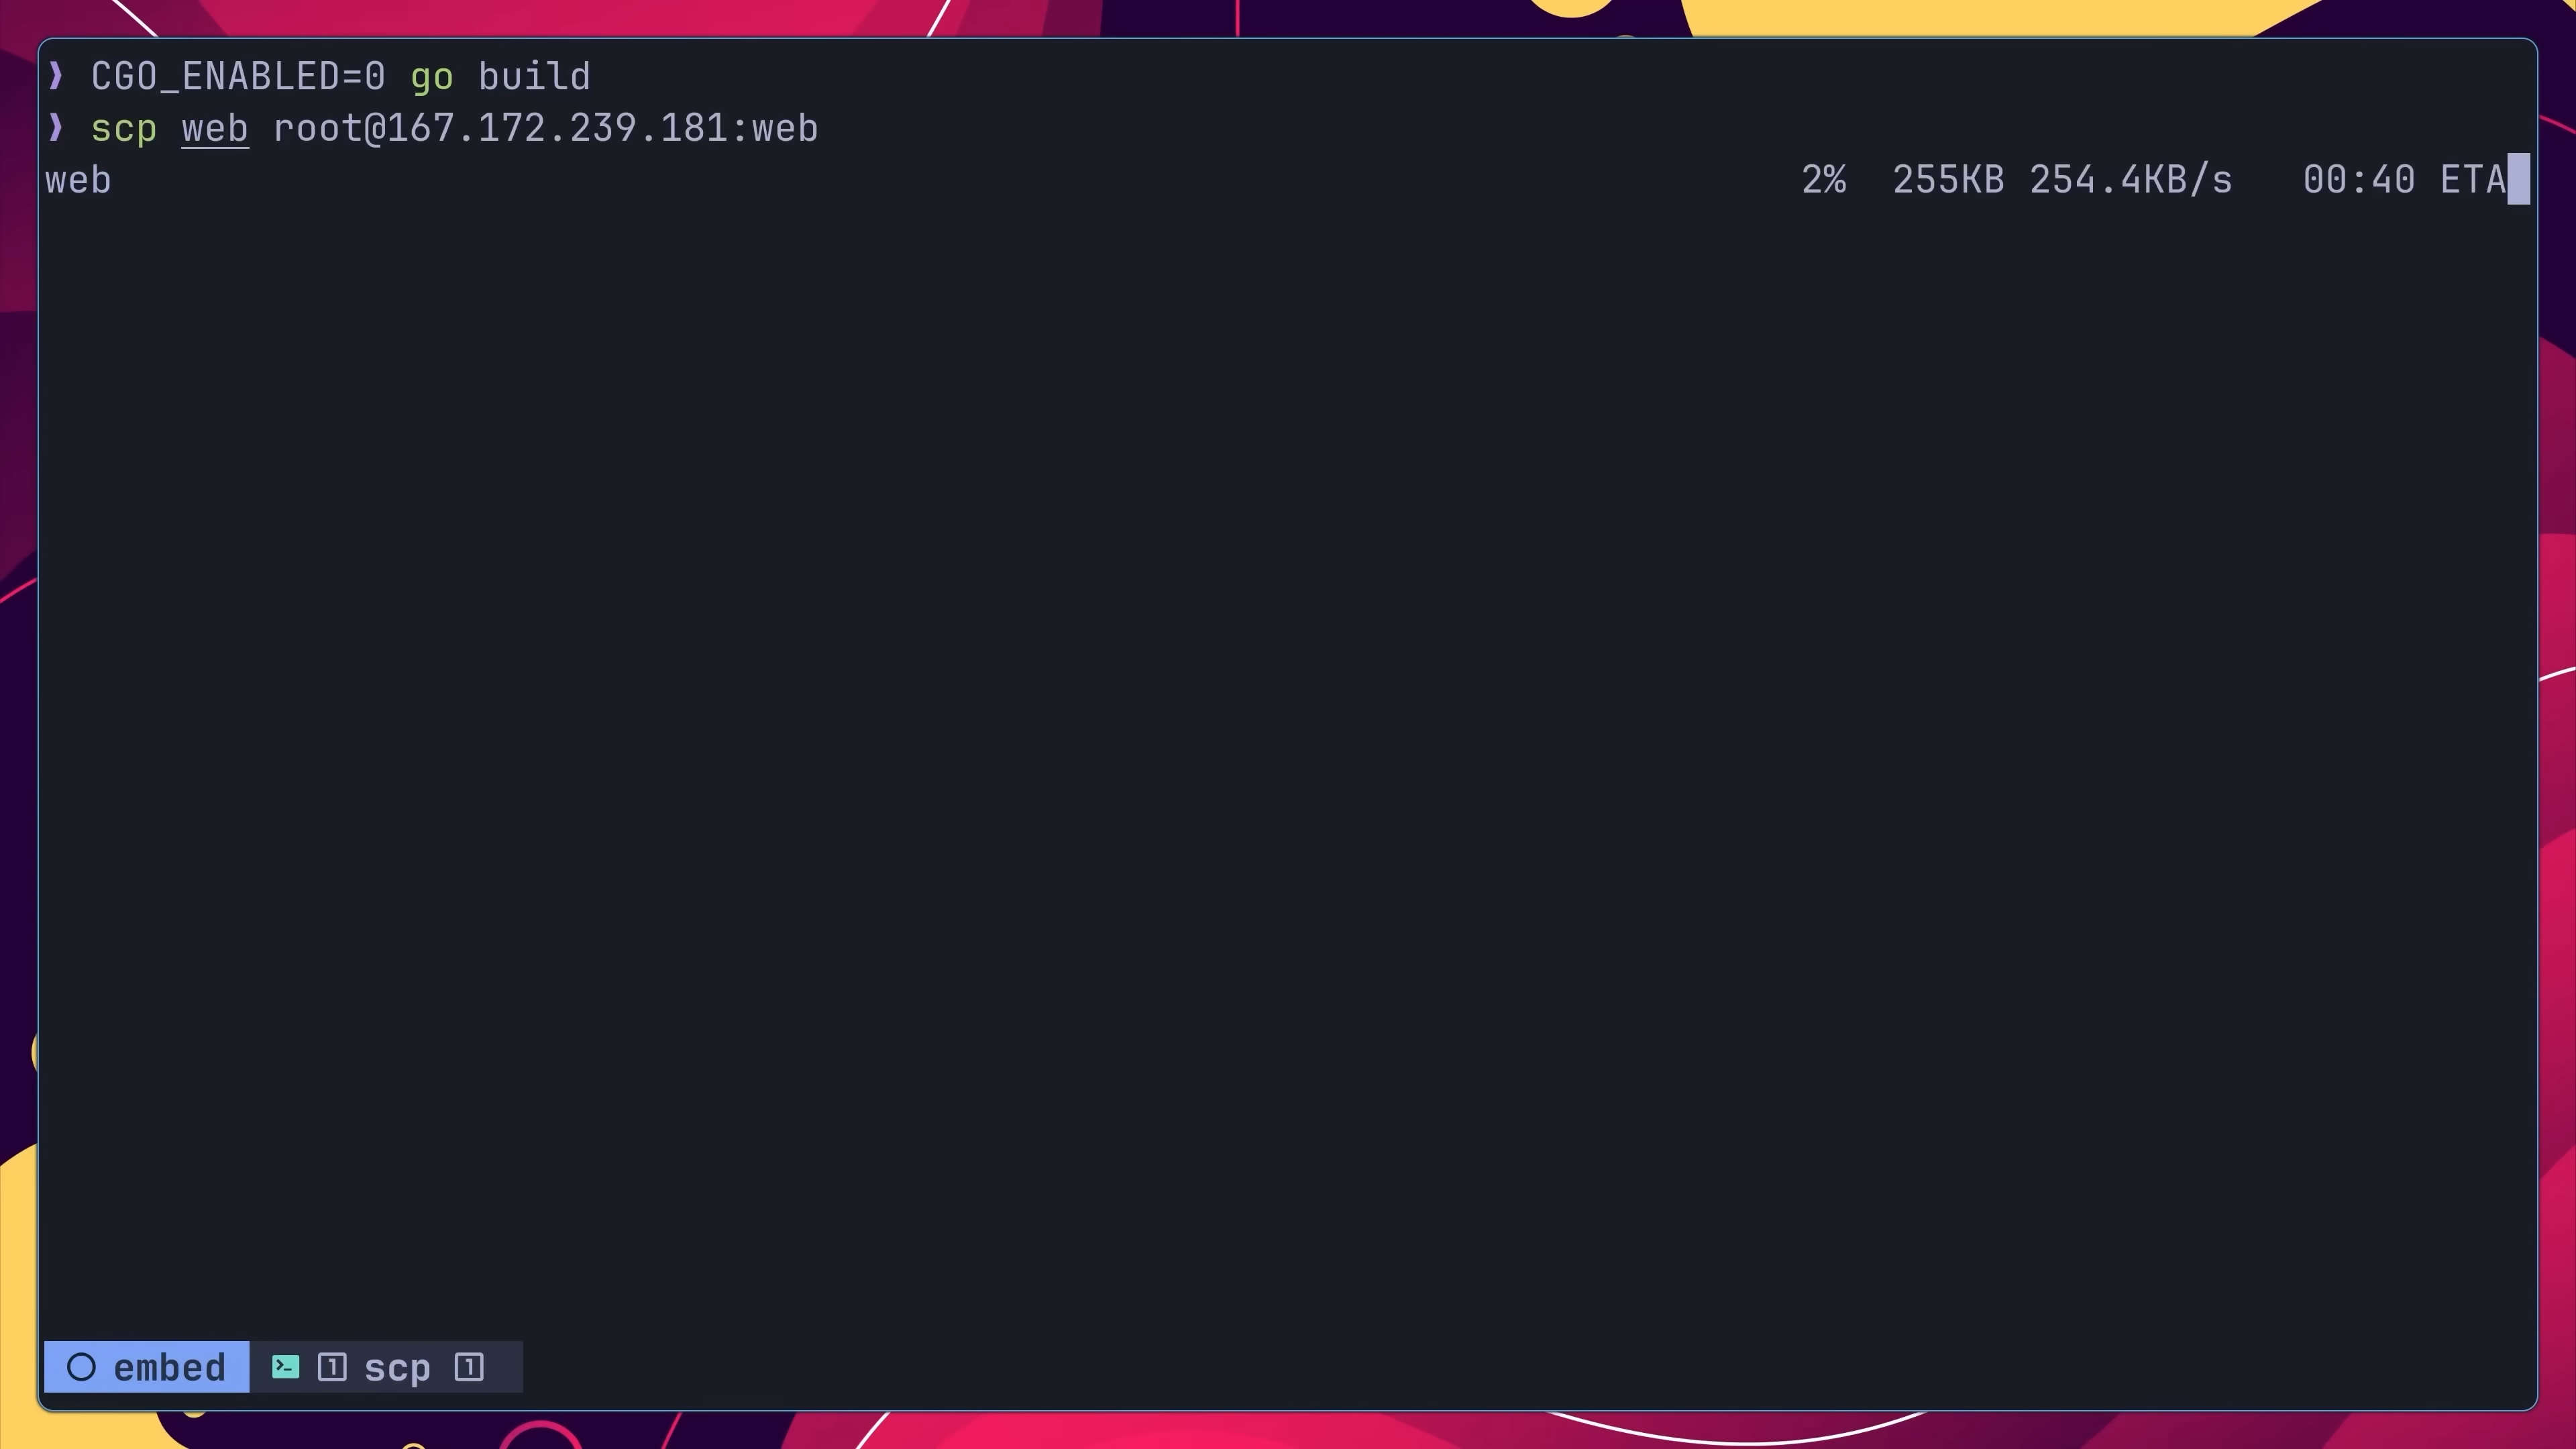 ❱ CGO_ENABLED=0 go build
❱ scp web root@167.172.239.181:web
web 2% 255KB 254.4KB/s 00:40 ETA
embed 1 scp 1